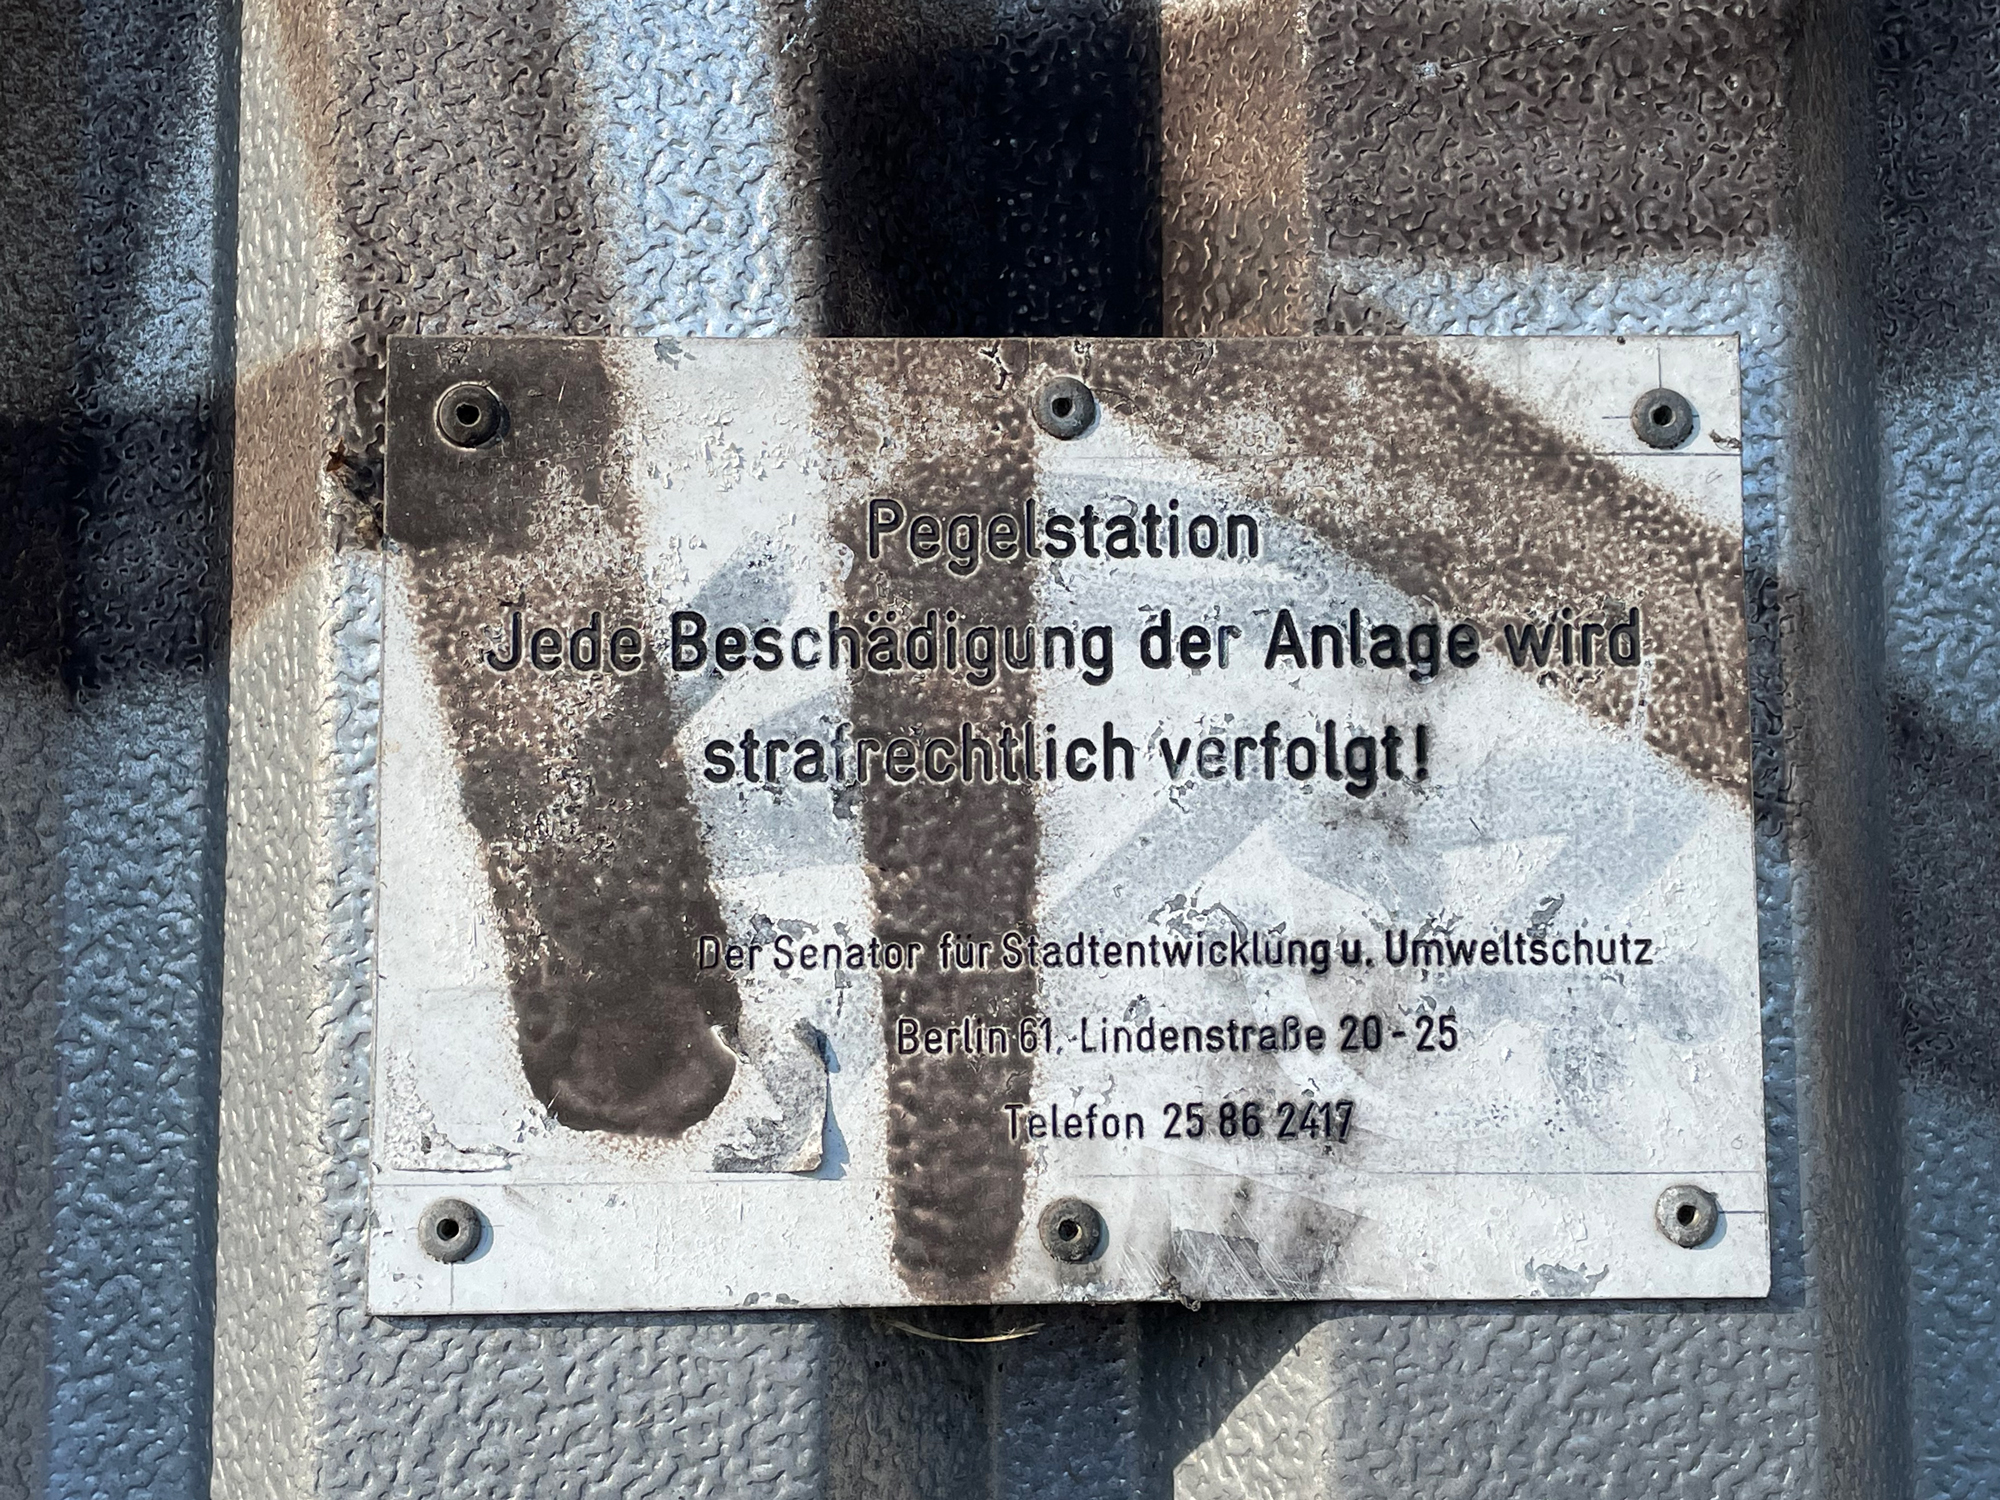 Pegelstation
Jede Beschädigung der Anlage wird
strafrechtlich verfolgt!
Der Senator für Stadtentwicklung u. Umweltschutz
Berlin 61, Lindenstraße 20-25
Telefon 25 86 2417